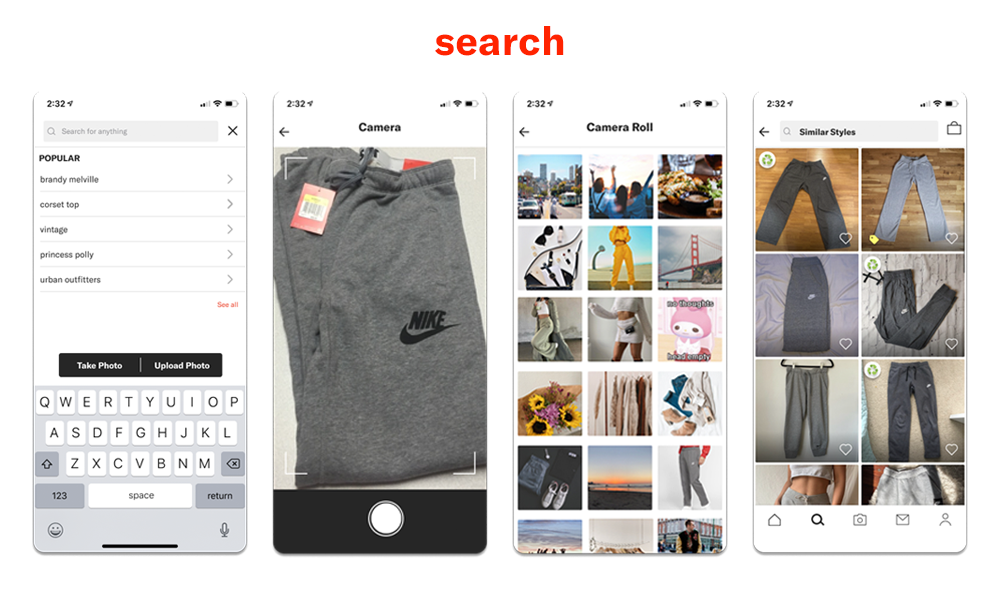 search
2:32
Search for anything
POPULAR
brandy melville
corset top
vintage
princess polly
urban outfitters
See all
Take Photo
Upload Photo
Q W E R T Y U I O P
A S D F G H J K L
Z X C V B N M
123
space
return
2:32
Camera
NIKE
2:32
Camera Roll
no thoughts
head empty
2:32
Similar Styles